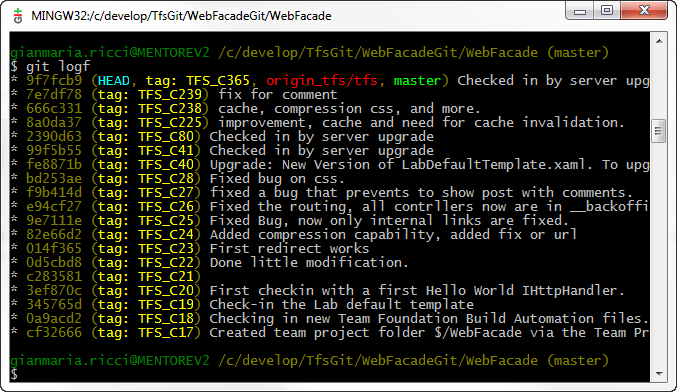 MINGW32:/c/develop/TfsGit/WebFacadeGit/WebFacade
gianmaria.ricci@MENTOREV2 /c/develop/TfsGit/WebFacadeGit/WebFacade (master)
$ git logf
* 9f7fcb9 (HEAD, tag: TFS_C365, origin_tfs/tfs, master) Checked in by server upg
* 7e7df78 (tag: TFS_C239) fix for comment
* 666c331 (tag: TFS_C238) cache, compression css, and more.
* 8a0da37 (tag: TFS_C225) improvement, cache and need for cache invalidation.
* 2390d63 (tag: TFS_C80) Checked in by server upgrade
* 99f5b55 (tag: TFS_C41) Checked in by server upgrade
* fe8871b (tag: TFS_C40) Upgrade: New Version of LabDefaultTemplate.xaml. To upg
* bd253ae (tag: TFS_C28) Fixed bug on css.
* f9b414d (tag: TFS_C27) fixed a bug that prevents to show post with comments.
* e94cf27 (tag: TFS_C26) Fixed the routing, all contrllers now are in __backoffi
* 9e7111e (tag: TFS_C25) Fixed Bug, now only internal links are fixed.
* 82e66d2 (tag: TFS_C24) Added compression capability, added fix or url
* 014f365 (tag: TFS_C23) First redirect works
* 0d5cbd8 (tag: TFS_C22) Done little modification.
* c283581 (tag: TFS_C21)
* 3ef870c (tag: TFS_C20) First checkin with a first Hello World IHttpHandler.
* 345765d (tag: TFS_C19) Check-in the Lab default template
* 0a9acd2 (tag: TFS_C18) Checking in new Team Foundation Build Automation files.
* cf32666 (tag: TFS_C17) Created team project folder $/WebFacade via the Team Pr
gianmaria.ricci@MENTOREV2 /c/develop/TfsGit/WebFacadeGit/WebFacade (master)
$